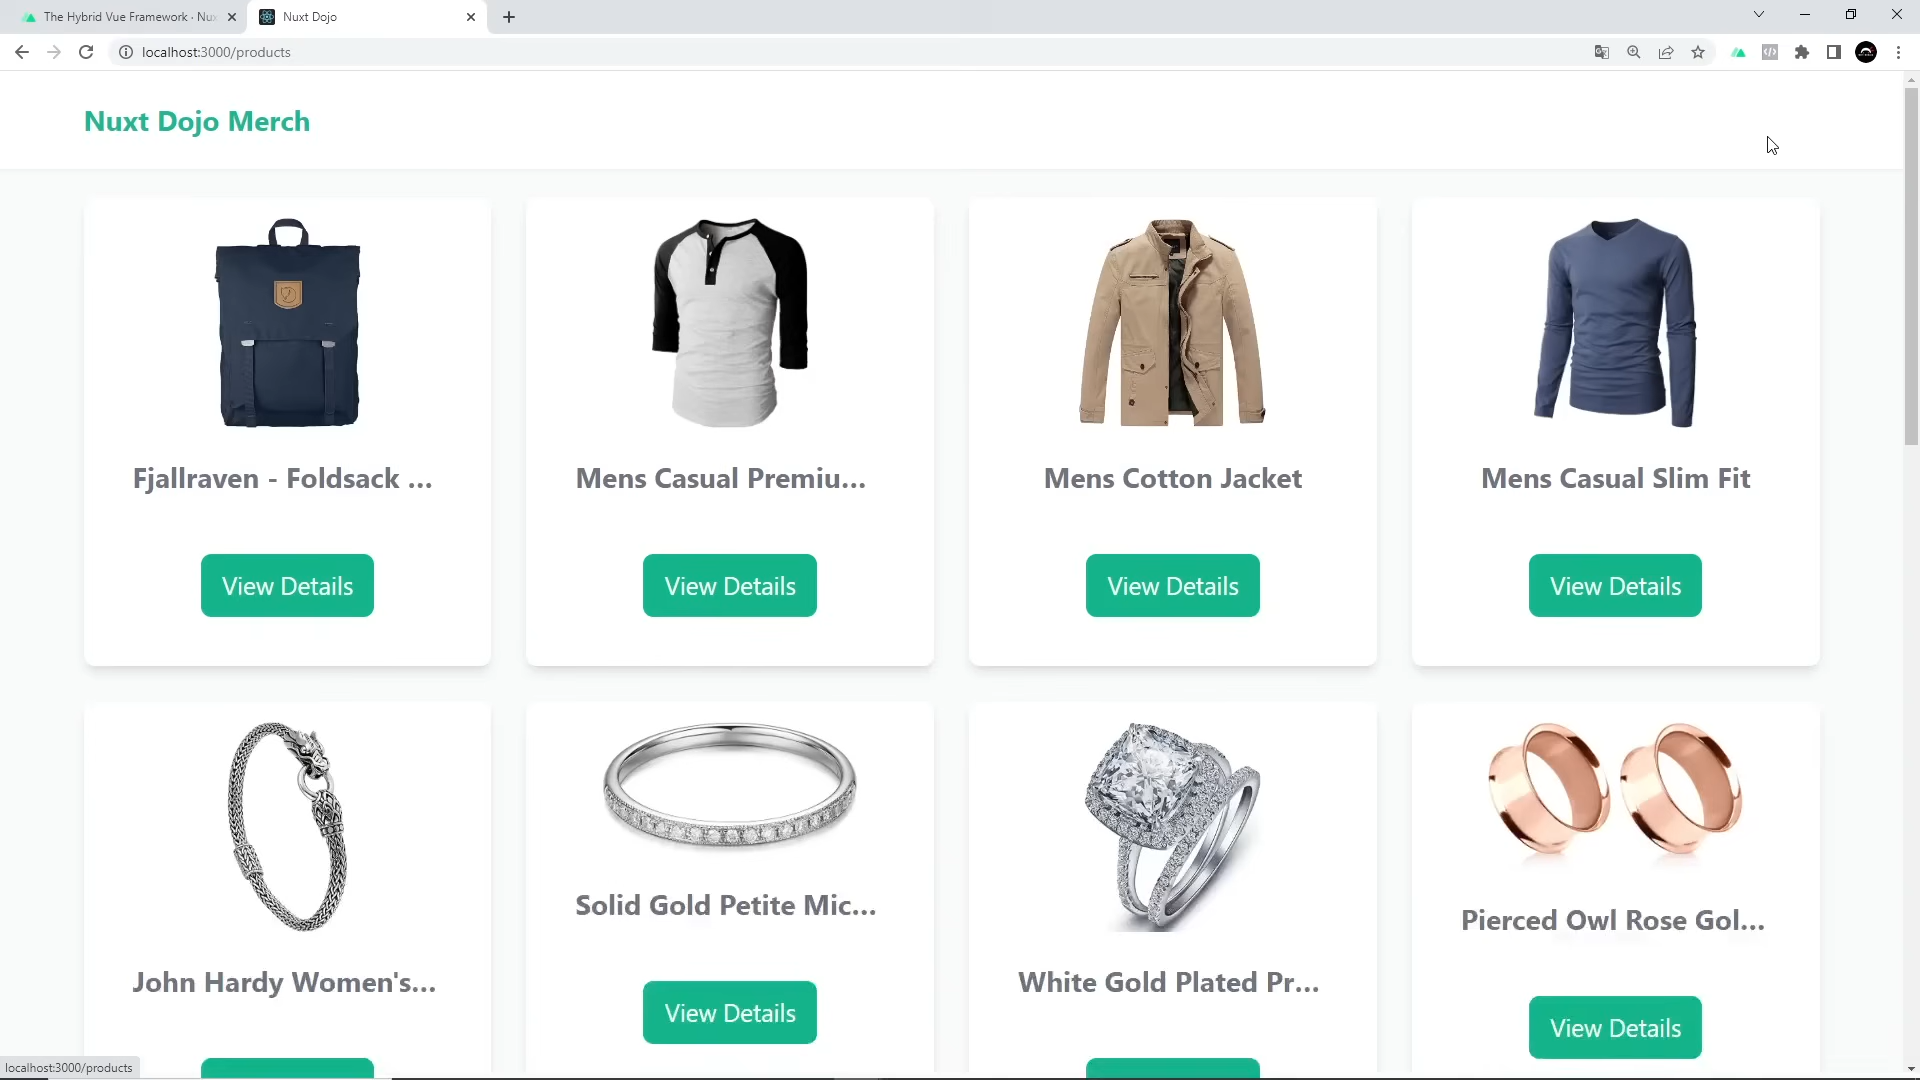 The Hybrid Vue Framework · Nux
Nuxt Dojo
localhost:3000/products
Nuxt Dojo Merch
Fjallraven - Foldsack ...
Mens Casual Premiu...
Mens Cotton Jacket
Mens Casual Slim Fit
View Details
View Details
View Details
View Details
John Hardy Women's...
Solid Gold Petite Mic...
White Gold Plated Pr...
Pierced Owl Rose Gol...
View Details
View Details
localhost:3000/products